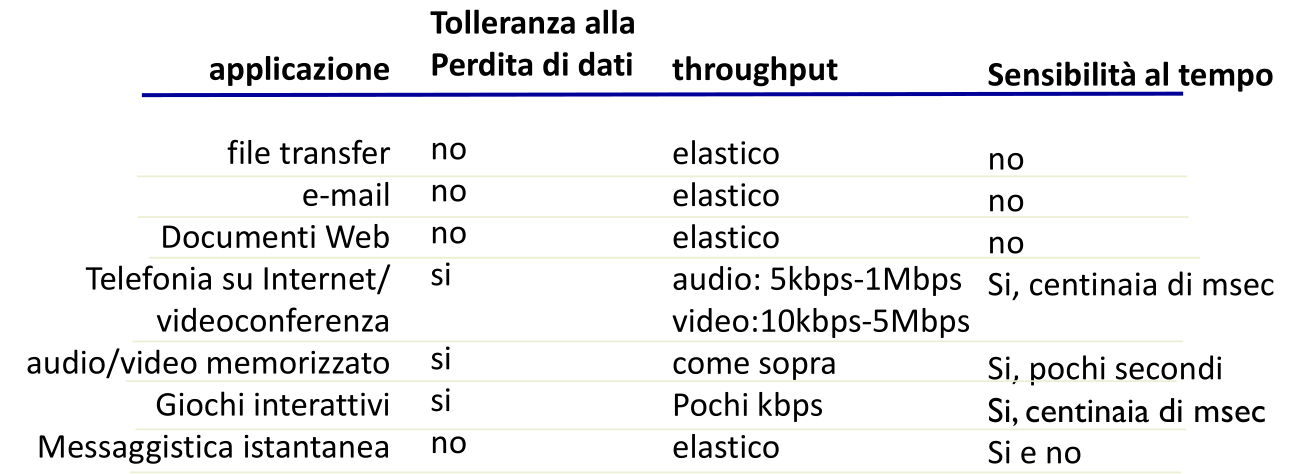 applicazione Tolleranza alla Perdita di dati throughput Sensibilità al tempo
file transfer no elastico no
e-mail no elastico no
Documenti Web no elastico no
Telefonia su Internet/ si audio: 5kbps-1Mbps Si, centinaia di msec
videoconferenza video:10kbps-5Mbps
audio/video memorizzato si come sopra Si, pochi secondi
Giochi interattivi si Pochi kbps Si, centinaia di msec
Messaggistica istantanea no elastico Si e no